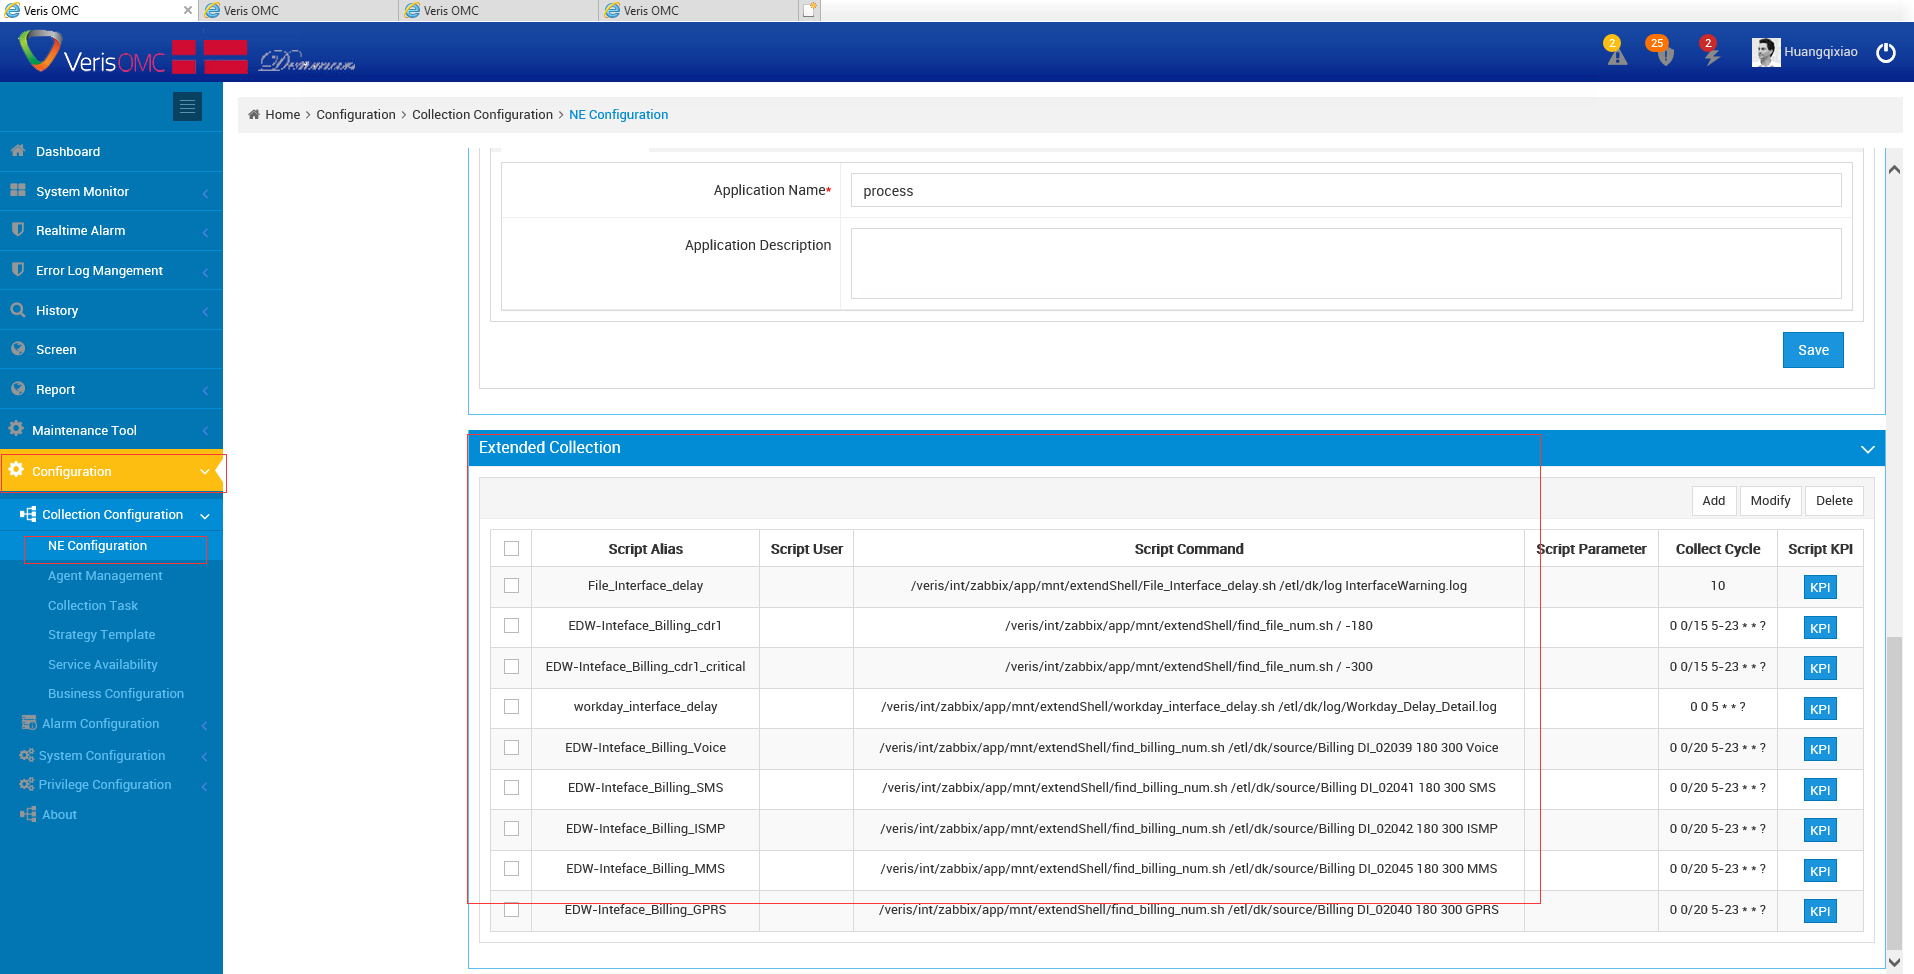 Veris OMC
Veris OMC
Veris OMC
Veris OMC
VerisOMC
2
25
2
Huangqixiao
Home > Configuration > Collection Configuration > NE Configuration
Dashboard
System Monitor
Realtime Alarm
Error Log Mangement
History
Screen
Report
Maintenance Tool
Configuration
Collection Configuration
NE Configuration
Agent Management
Collection Task
Strategy Template
Service Availability
Business Configuration
Alarm Configuration
System Configuration
Privilege Configuration
About
Application Name* process
Application Description
Save
Extended Collection
Add Modify Delete
Script Alias Script User Script Command Script Parameter Collect Cycle Script KPI
File_Interface_delay /veris/int/zabbix/app/mnt/extendShell/File_Interface_delay.sh /etl/dk/log InterfaceWarning.log 10 KPI
EDW-Inteface_Billing_cdr1 /veris/int/zabbix/app/mnt/extendShell/find_file_num.sh / -180 0 0/15 5-23 * * ? KPI
EDW-Inteface_Billing_cdr1_critical /veris/int/zabbix/app/mnt/extendShell/find_file_num.sh / -300 0 0/15 5-23 * * ? KPI
workday_interface_delay /veris/int/zabbix/app/mnt/extendShell/workday_interface_delay.sh /etl/dk/log/Workday_Delay_Detail.log 0 0 5 * * ? KPI
EDW-Inteface_Billing_Voice /veris/int/zabbix/app/mnt/extendShell/find_billing_num.sh /etl/dk/source/Billing DI_02039 180 300 Voice 0 0/20 5-23 * * ? KPI
EDW-Inteface_Billing_SMS /veris/int/zabbix/app/mnt/extendShell/find_billing_num.sh /etl/dk/source/Billing DI_02041 180 300 SMS 0 0/20 5-23 * * ? KPI
EDW-Inteface_Billing_ISMP /veris/int/zabbix/app/mnt/extendShell/find_billing_num.sh /etl/dk/source/Billing DI_02042 180 300 ISMP 0 0/20 5-23 * * ? KPI
EDW-Inteface_Billing_MMS /veris/int/zabbix/app/mnt/extendShell/find_billing_num.sh /etl/dk/source/Billing DI_02045 180 300 MMS 0 0/20 5-23 * * ? KPI
EDW-Inteface_Billing_GPRS /veris/int/zabbix/app/mnt/extendShell/find_billing_num.sh /etl/dk/source/Billing DI_02040 180 300 GPRS 0 0/20 5-23 * * ? KPI